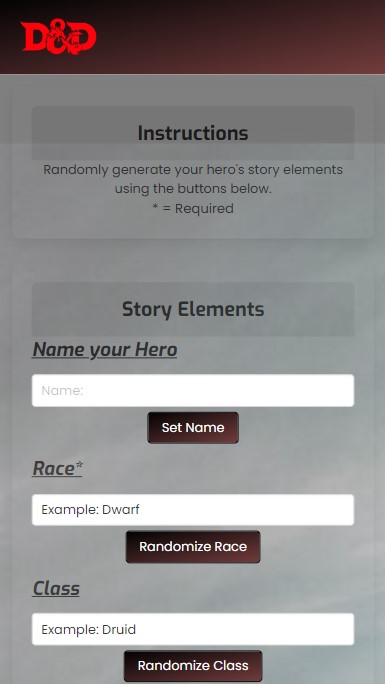 D&D
Instructions
Randomly generate your hero's story elements
using the buttons below.
* = Required
Story Elements
Name your Hero
Name:
Set Name
Race*
Example: Dwarf
Randomize Race
Class
Example: Druid
Randomize Class